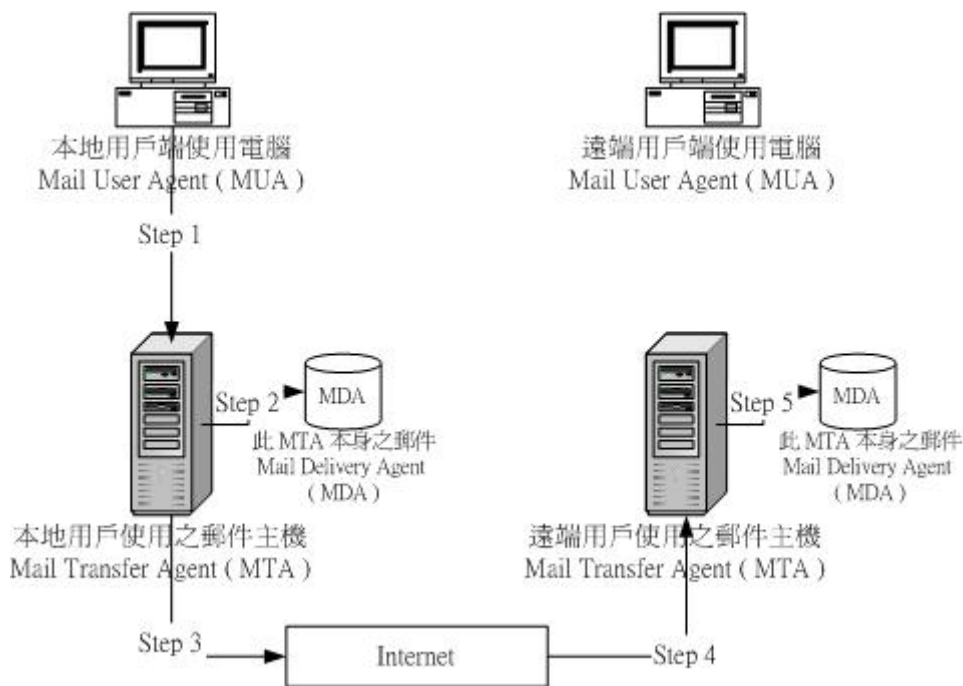 本地用戶端使用電腦
Mail User Agent ( MUA )
遠端用戶端使用電腦
Mail User Agent ( MUA )
Step 1
Step 2
MDA
此 MTA 本身之郵件
Mail Delivery Agent
( MDA )
Step 5
MDA
此 MTA 本身之郵件
Mail Delivery Agent
( MDA )
本地用戶使用之郵件主機
Mail Transfer Agent ( MTA )
遠端用戶使用之郵件主機
Mail Transfer Agent ( MTA )
Step 3
Internet
Step 4